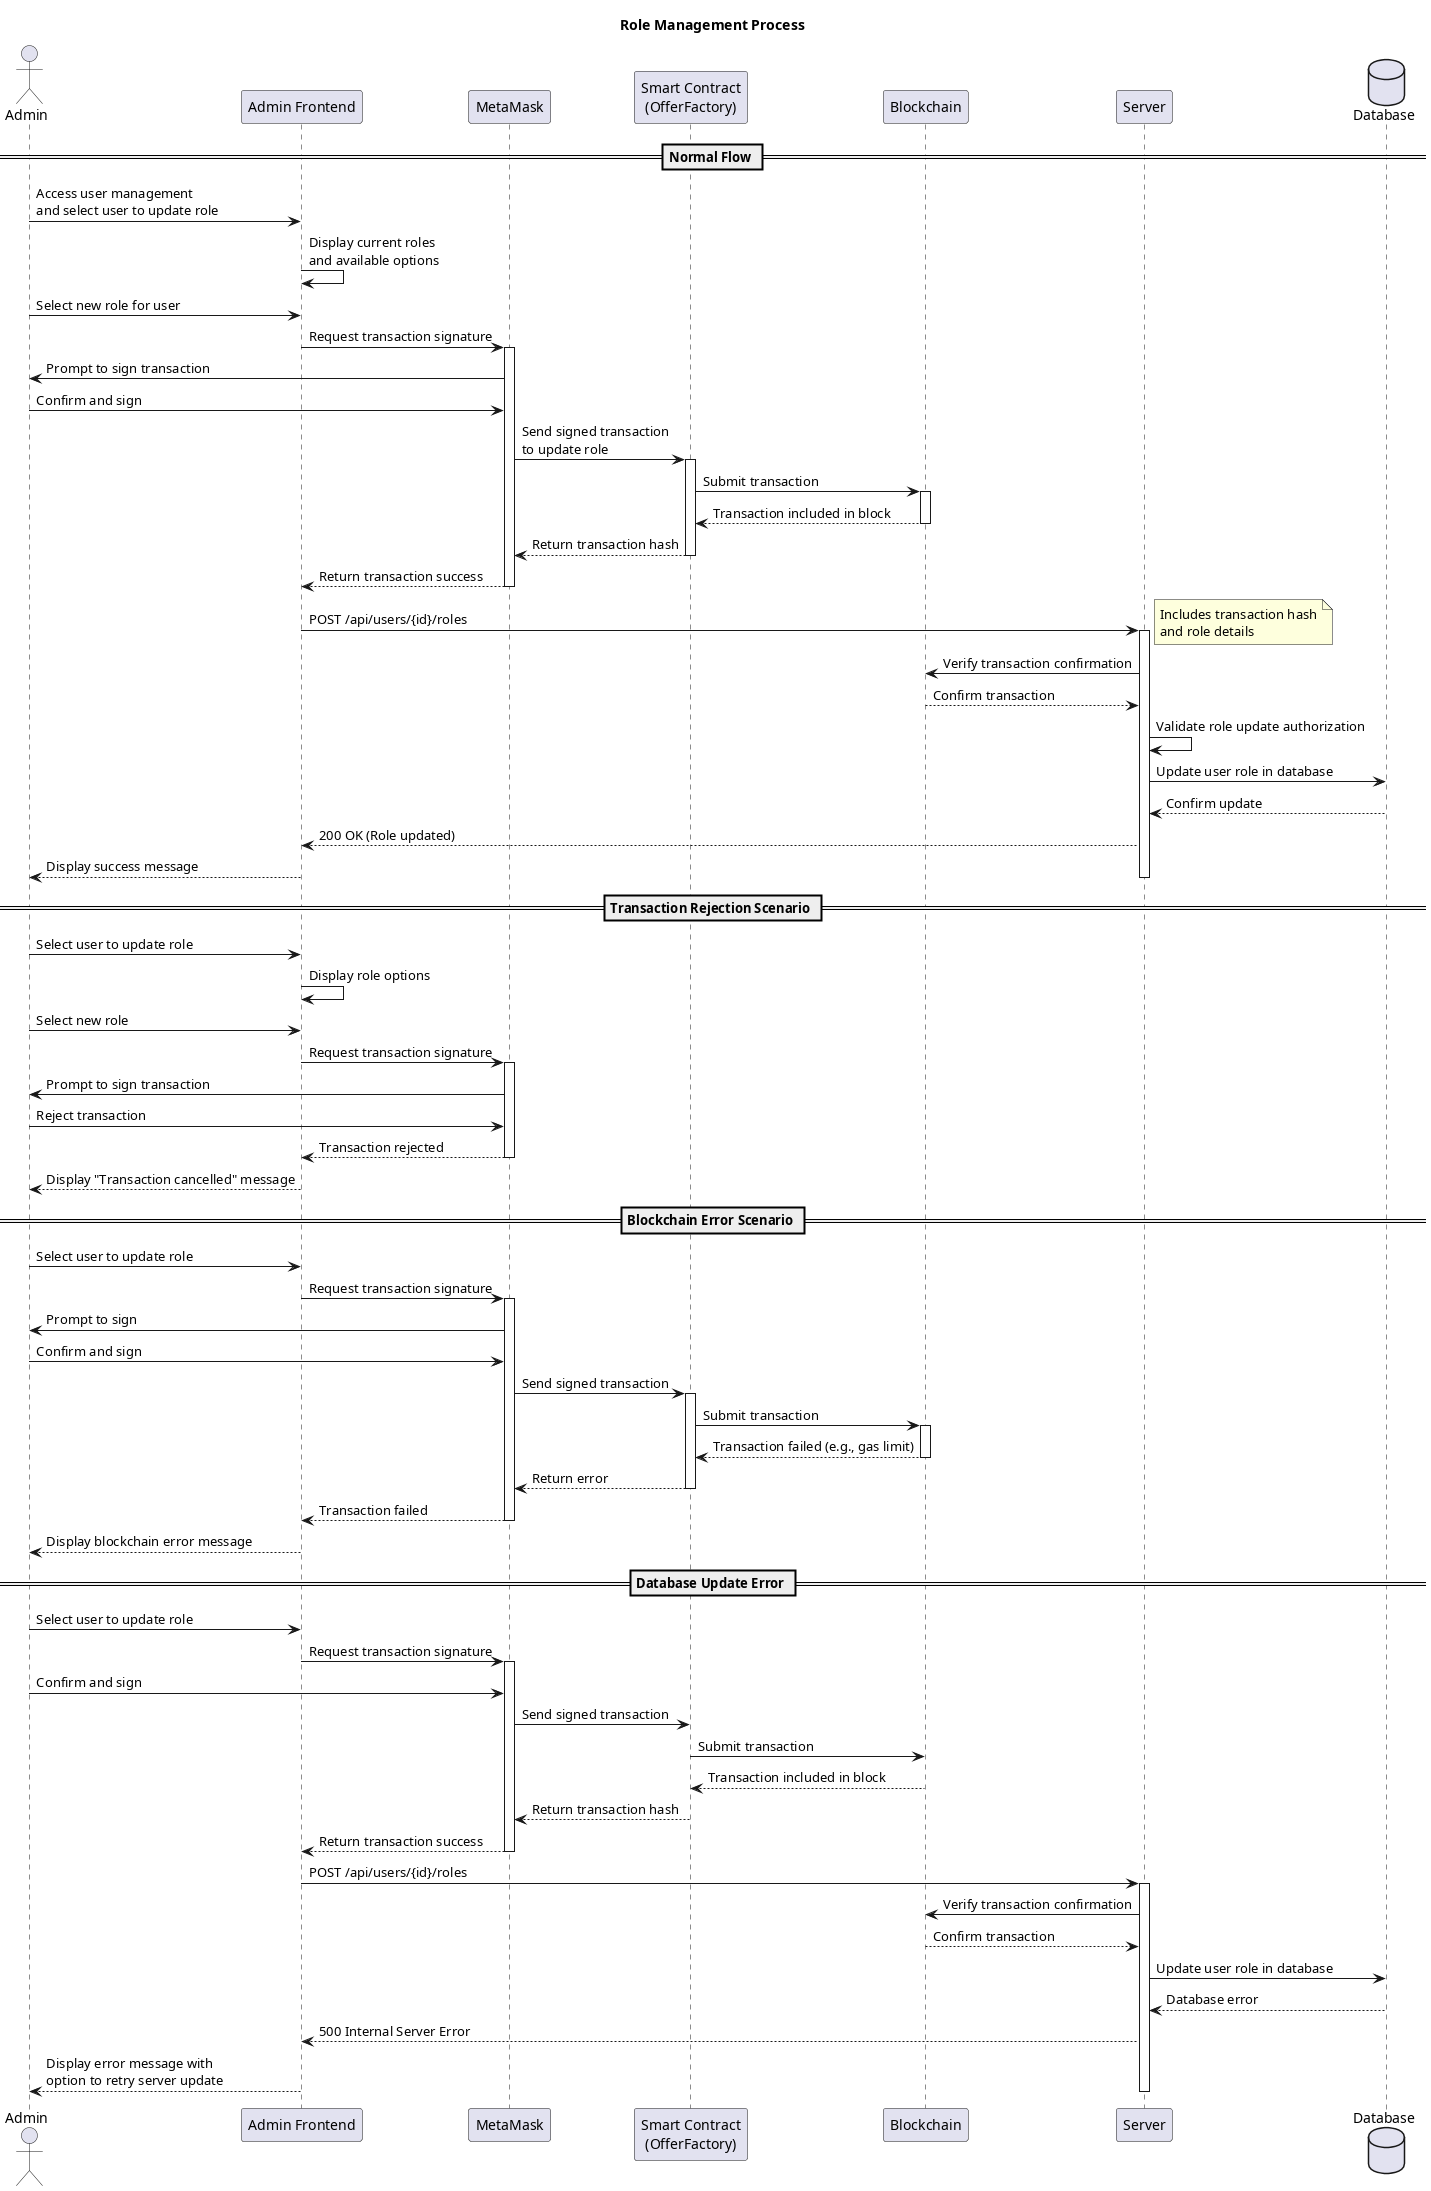 Role Management Process
Admin
Admin Frontend
MetaMask
Smart Contract
(OfferFactory)
Blockchain
Server
Database
Normal Flow
Access user management
and select user to update role
Display current roles
and available options
Select new role for user
Request transaction signature
Prompt to sign transaction
Confirm and sign
Send signed transaction
to update role
Submit transaction
Transaction included in block
Return transaction hash
Return transaction success
POST /api/users/{id}/roles
Includes transaction hash
and role details
Verify transaction confirmation
Confirm transaction
Validate role update authorization
Update user role in database
Confirm update
200 OK (Role updated)
Display success message
Transaction Rejection Scenario
Select user to update role
Display role options
Select new role
Request transaction signature
Prompt to sign transaction
Reject transaction
Transaction rejected
Display "Transaction cancelled" message
Blockchain Error Scenario
Select user to update role
Request transaction signature
Prompt to sign
Confirm and sign
Send signed transaction
Submit transaction
Transaction failed (e.g., gas limit)
Return error
Transaction failed
Display blockchain error message
Database Update Error
Select user to update role
Request transaction signature
Confirm and sign
Send signed transaction
Submit transaction
Transaction included in block
Return transaction hash
Return transaction success
POST /api/users/{id}/roles
Verify transaction confirmation
Confirm transaction
Update user role in database
Database error
500 Internal Server Error
Display error message with
option to retry server update
Admin
Admin Frontend
MetaMask
Smart Contract
(OfferFactory)
Blockchain
Server
Database